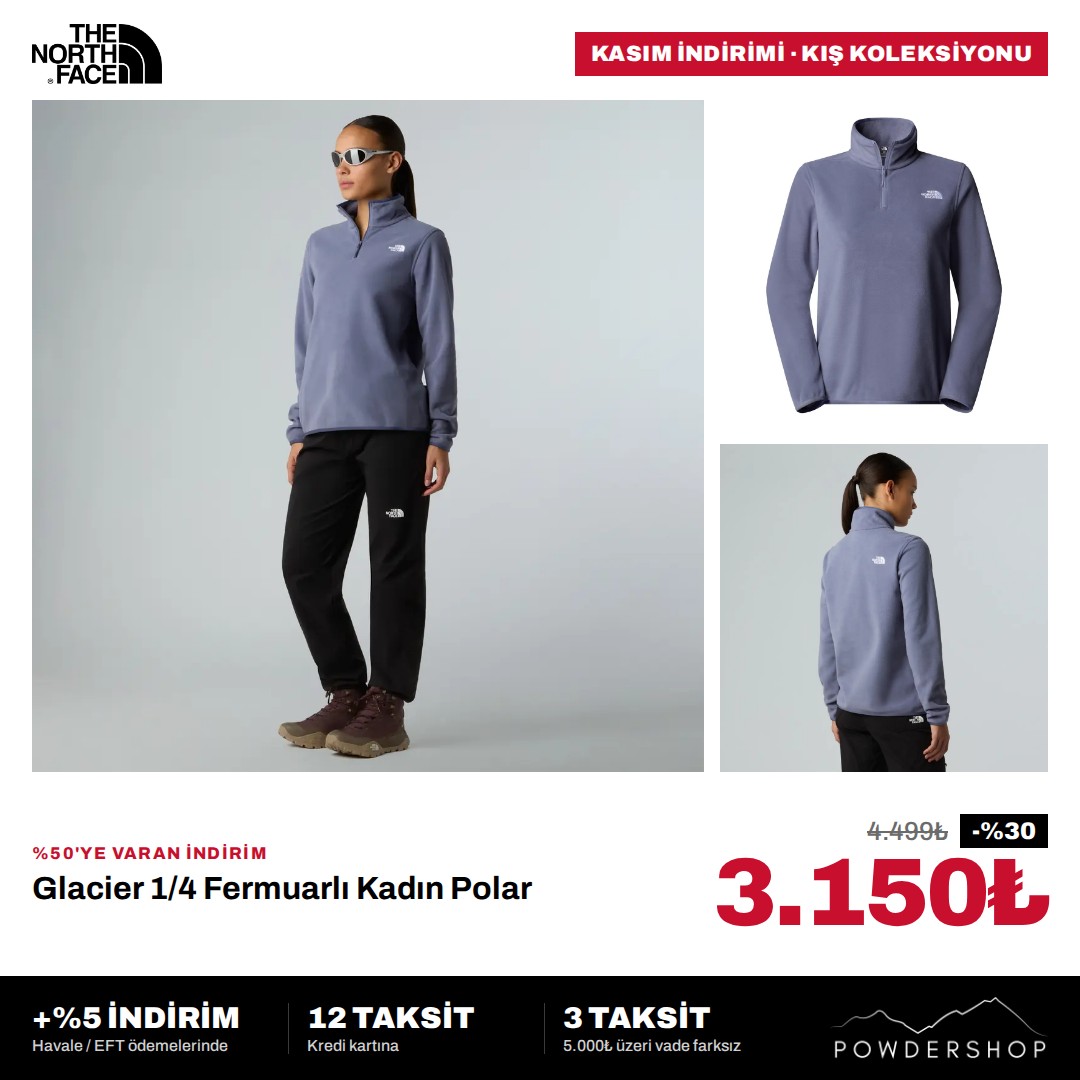 THE
NORTH
FACE
KASIM İNDİRİMİ · KIŞ KOLEKSİYONU
%50'YE VARAN İNDİRİM
Glacier 1/4 Fermuarlı Kadın Polar
4.499₺
-%30
3.150₺
+%5 İNDİRİM
Havale / EFT ödemelerinde
12 TAKSİT
Kredi kartına
3 TAKSİT
5.000₺ üzeri vade farksız
POWDERSHOP